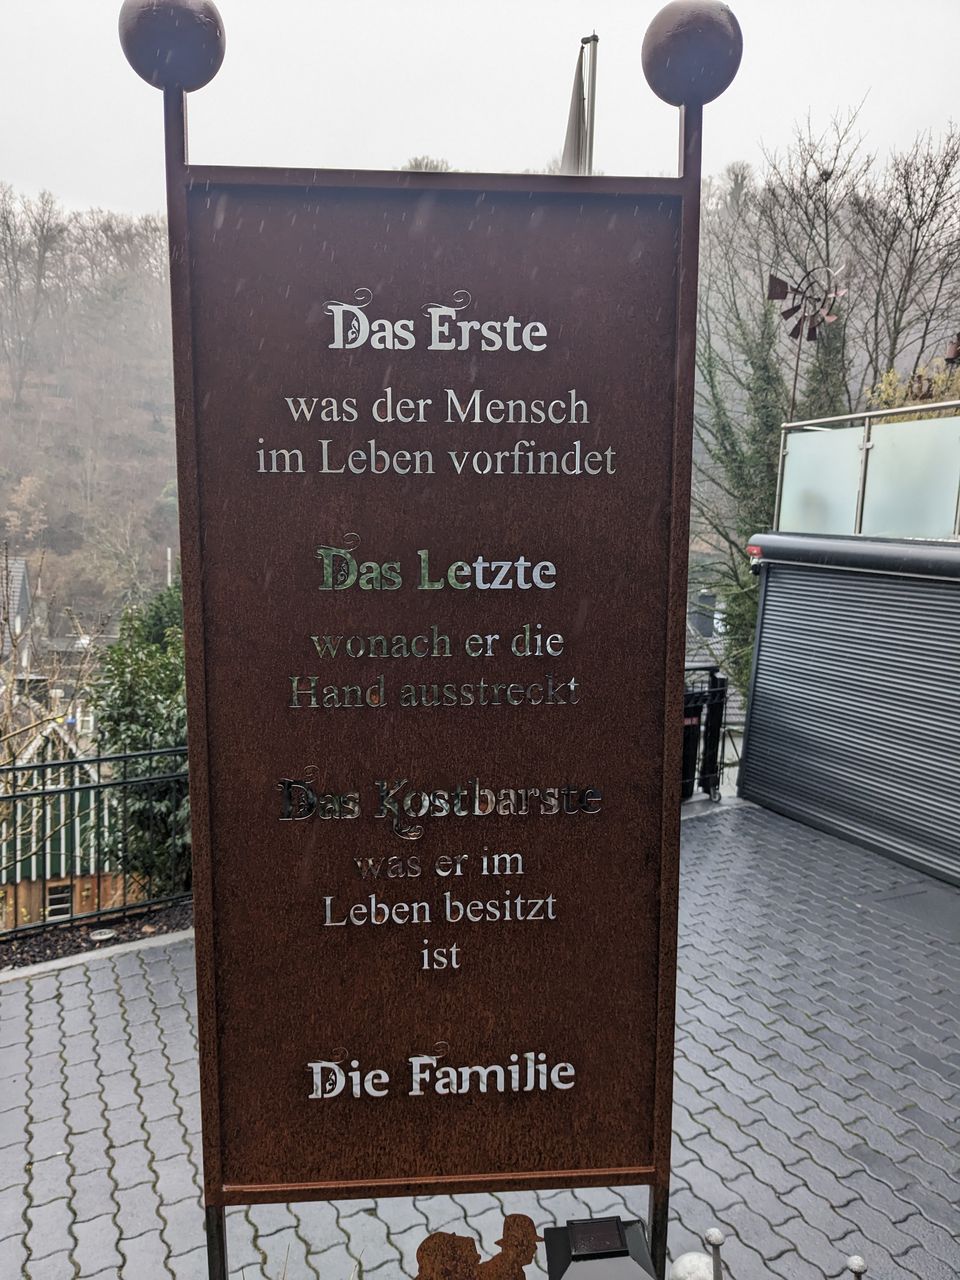 Das Erste
was der Mensch
im Leben vorfindet
Das Letzte
wonach er die
Hand ausstreckt
Das Kostbarste
was er im
Leben besitzt
ist
Die Familie